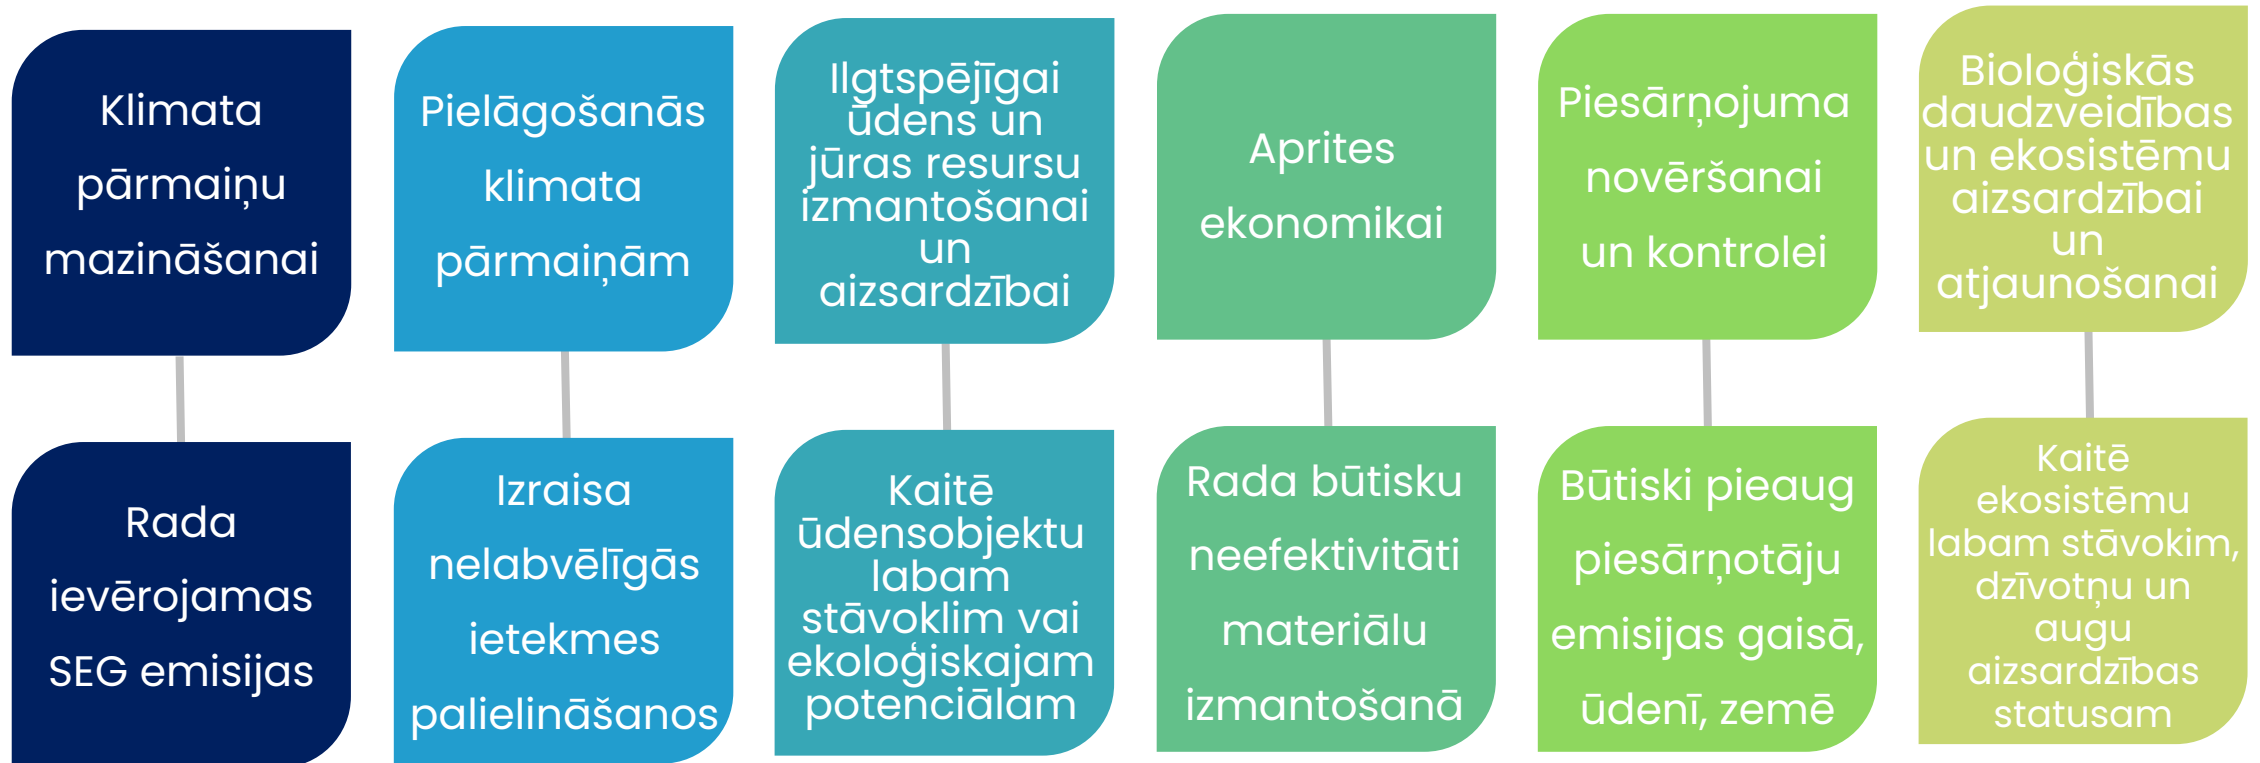 Klimata
pārmaiņu
mazināšanai
Pielāgošanās
klimata
pārmaiņām
Ilgtspējīgai
ūdens un
jūras resursu
izmantošanai
un
aizsardzībai
Aprites
ekonomikai
Piesārņojuma
novēršanai
un kontrolei
Bioloģiskās
daudzveidības
un ekosistēmu
aizsardzībai
un
atjaunošanai
Rada
ievērojamas
SEG emisijas
Izraisa
nelabvēlīgās
ietekmes
palielināšanos
Kaitē
ūdensobjektu
labam
stāvoklim vai
ekoloģiskajam
potenciālam
Rada būtisku
neefektivitāti
materiālu
izmantošanā
Būtiski pieaug
piesārņotāju
emisijas gaisā,
ūdenī, zemē
Kaitē
ekosistēmu
labam stāvokim,
dzīvotņu un
augu
aizsardzības
statusam